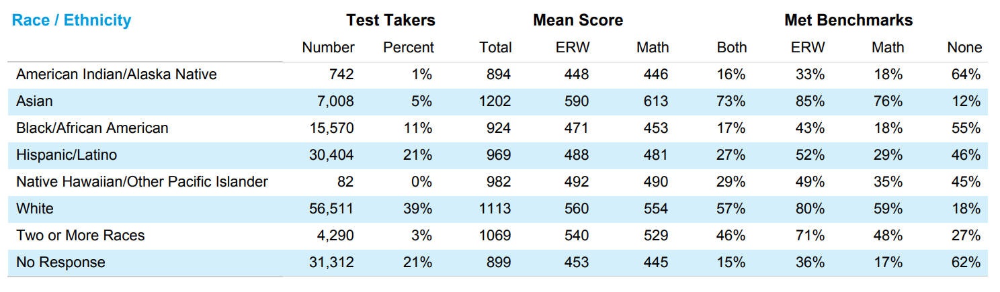 Race / Ethnicity Test Takers Mean Score Met Benchmarks
Number Percent Total ERW Math Both ERW Math None
American Indian/Alaska Native 742 1% 894 448 446 16% 33% 18% 64%
Asian 7,008 5% 1202 590 613 73% 85% 76% 12%
Black/African American 15,570 11% 924 471 453 17% 43% 18% 55%
Hispanic/Latino 30,404 21% 969 488 481 27% 52% 29% 46%
Native Hawaiian/Other Pacific Islander 82 0% 982 492 490 29% 49% 35% 45%
White 56,511 39% 1113 560 554 57% 80% 59% 18%
Two or More Races 4,290 3% 1069 540 529 46% 71% 48% 27%
No Response 31,312 21% 899 453 445 15% 36% 17% 62%